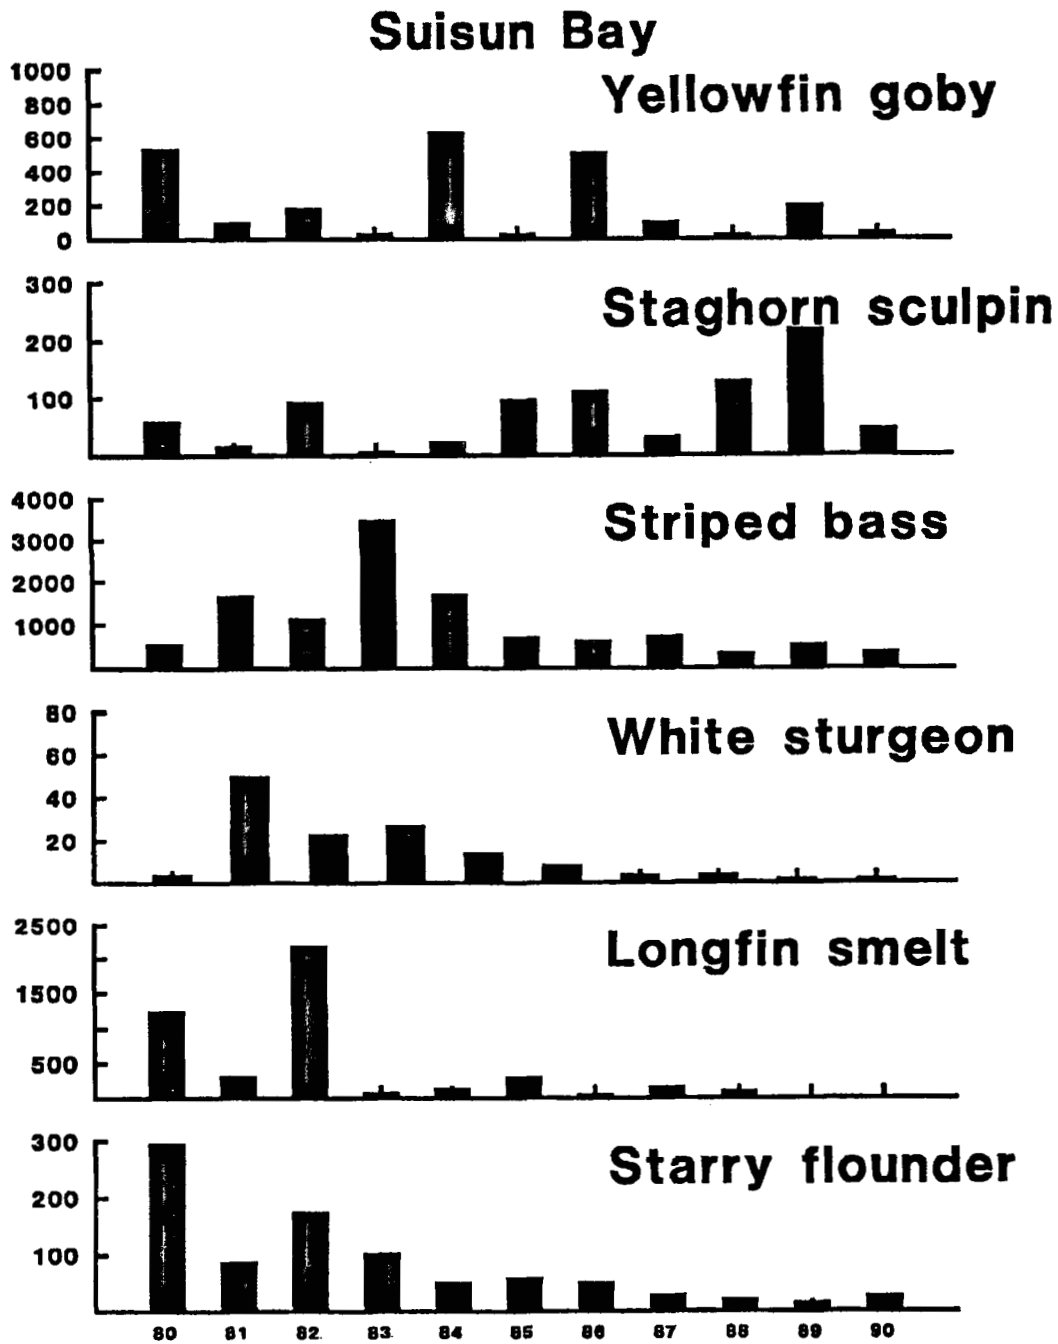 Suisun Bay
Yellowfin goby
1000
800
600
400
200
0
Staghorn sculpin
300
200
100
Striped bass
4000
3000
2000
1000
White sturgeon
80
60
40
20
Longfin smelt
2500
1500
500
Starry flounder
300
200
100
80 81 82 83 84 85 86 87 88 89 90